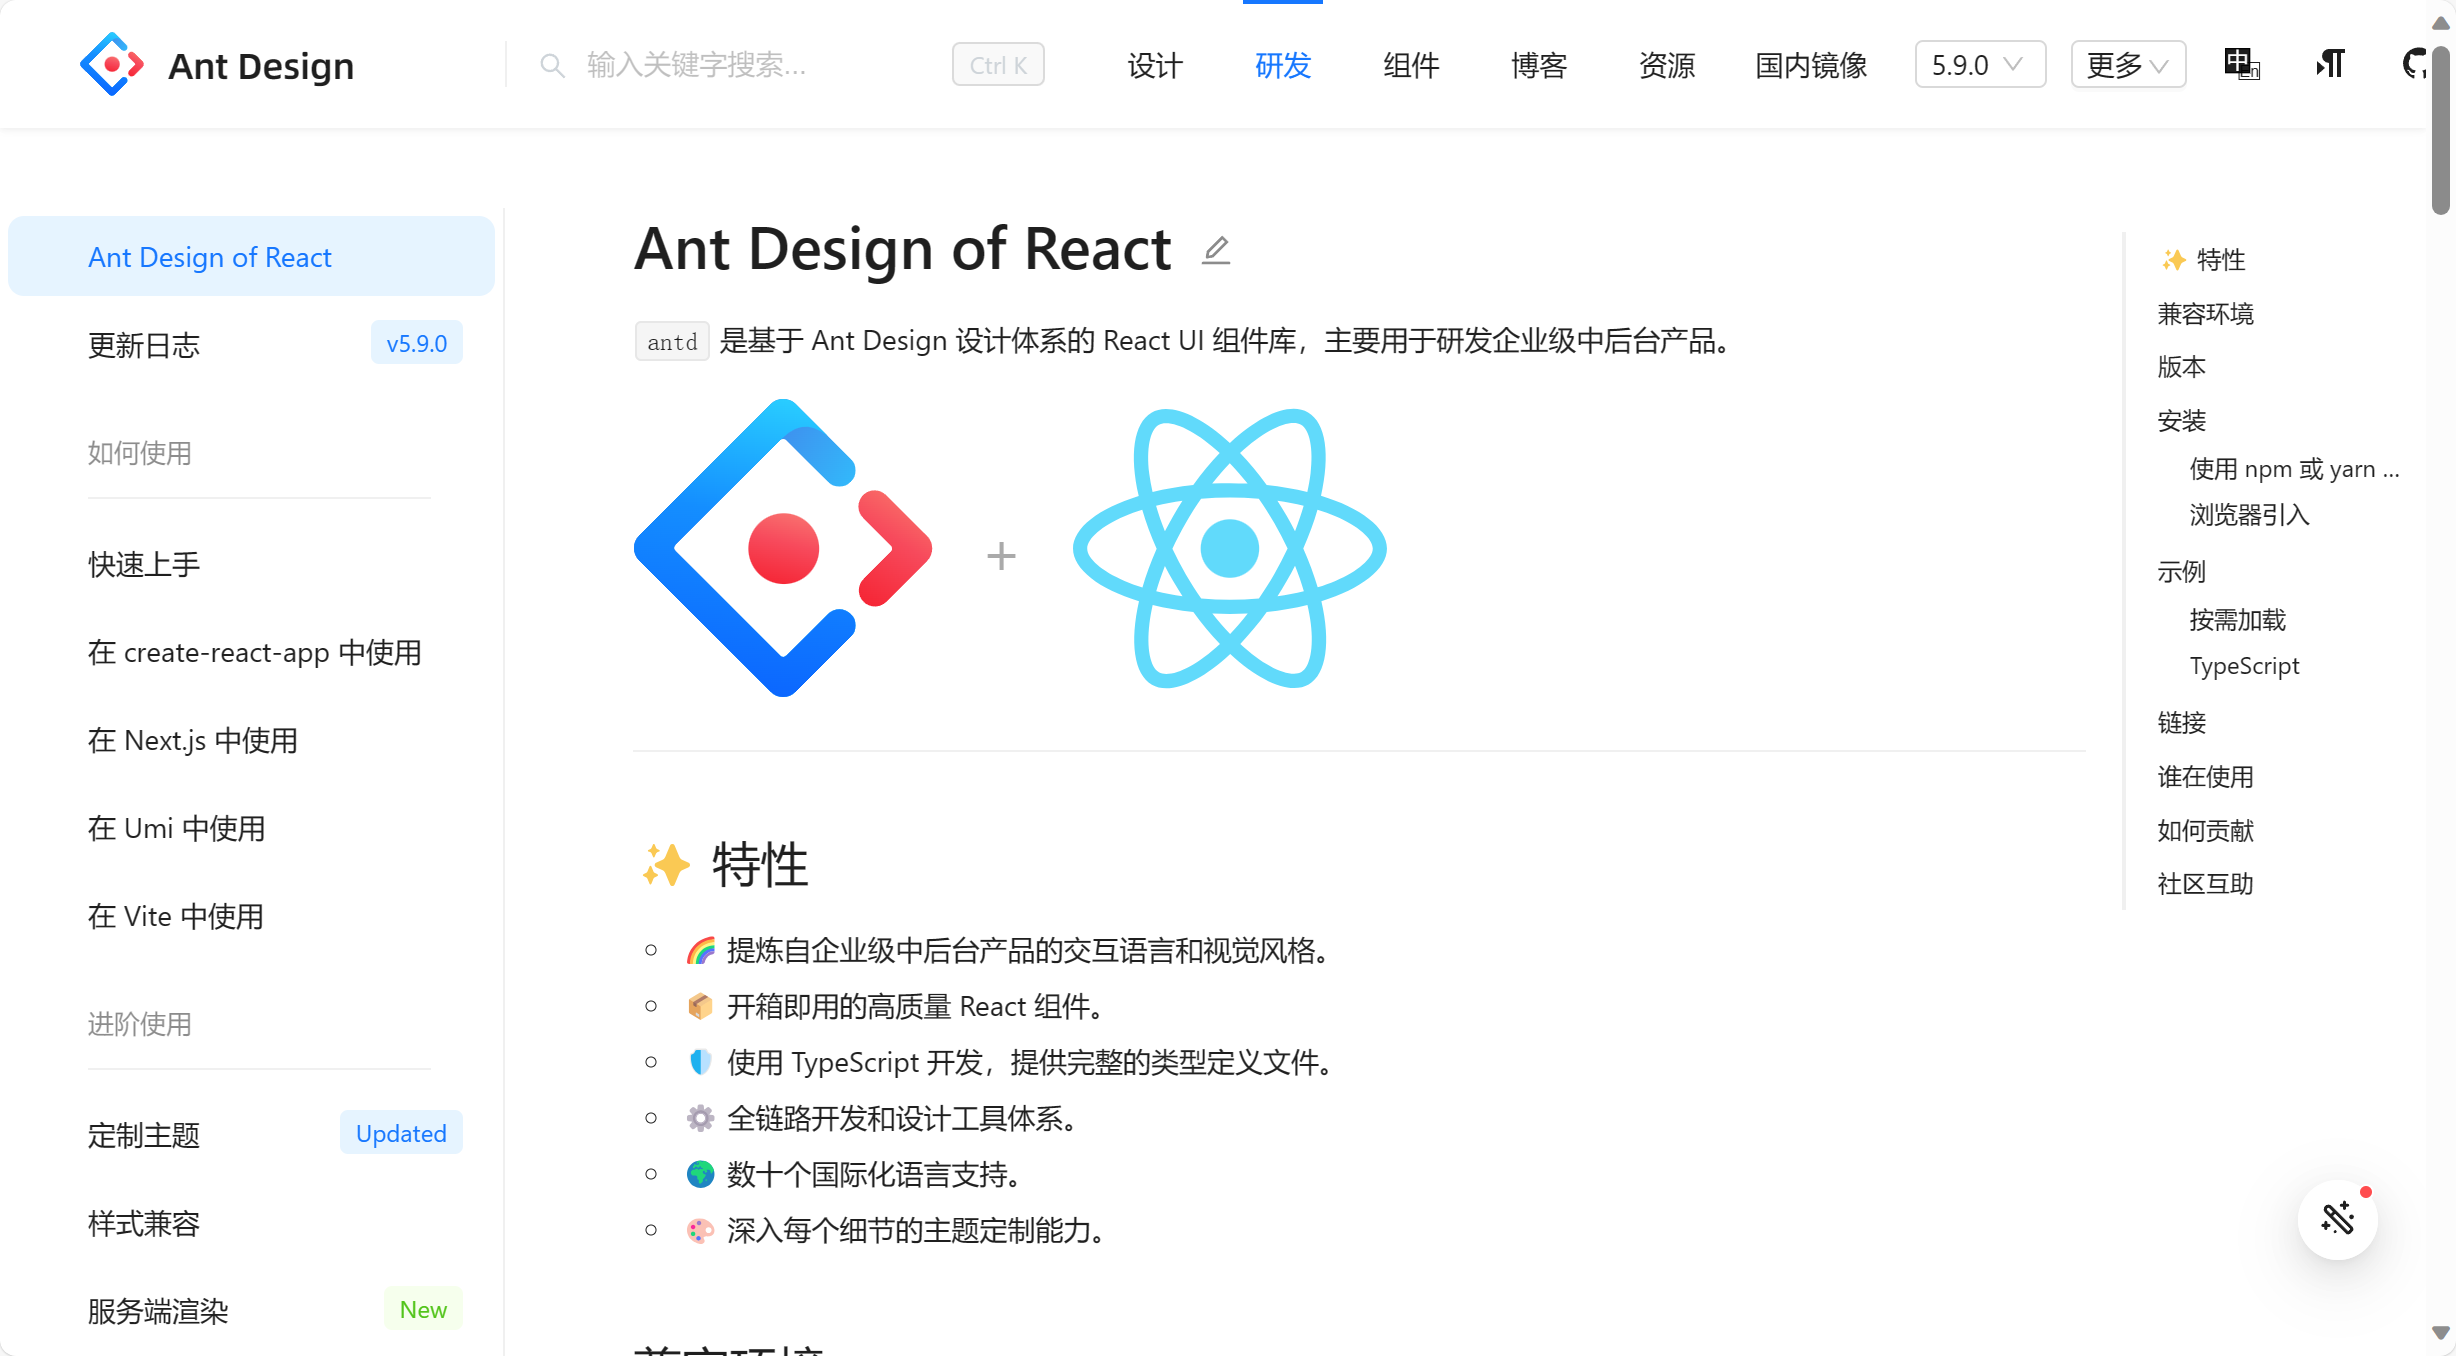 Ant Design
输入关键字搜索...
Ctrl K
设计
研发
组件
博客
资源
国内镜像
5.9.0
更多
中 En
Ant Design of React
更新日志 v5.9.0
如何使用
快速上手
在 create-react-app 中使用
在 Next.js 中使用
在 Umi 中使用
在 Vite 中使用
进阶使用
定制主题 Updated
样式兼容
服务端渲染 New
Ant Design of React
antd 是基于 Ant Design 设计体系的 React UI 组件库，主要用于研发企业级中后台产品。
+
✨ 特性
🌈 提炼自企业级中后台产品的交互语言和视觉风格。
📦 开箱即用的高质量 React 组件。
🛡 使用 TypeScript 开发，提供完整的类型定义文件。
⚙️ 全链路开发和设计工具体系。
🌍 数十个国际化语言支持。
🎨 深入每个细节的主题定制能力。
兼容环境
✨ 特性
兼容环境
版本
安装
使用 npm 或 yarn ...
浏览器引入
示例
按需加载
TypeScript
链接
谁在使用
如何贡献
社区互助